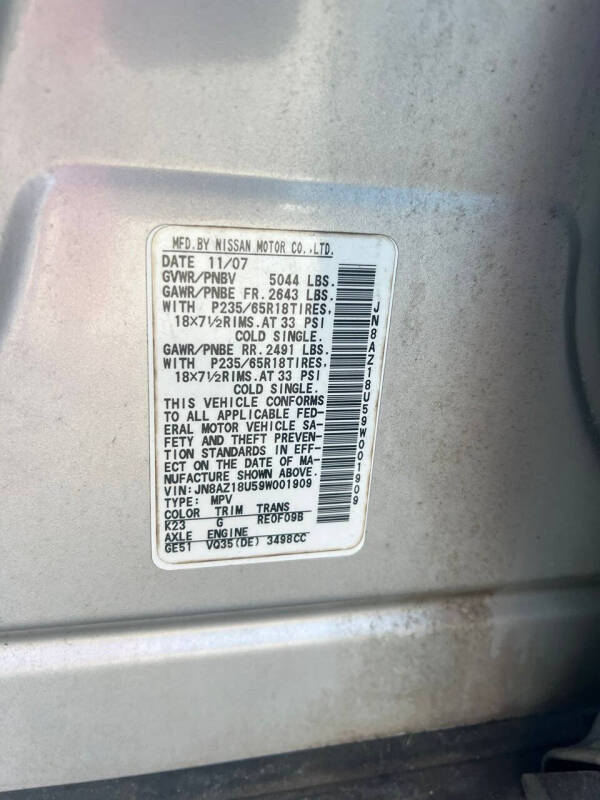 MFD.BY NISSAN MOTOR CO.,LTD.
DATE 11/07
GVWR/PNBV 5044 LBS.
GAWR/PNBE FR. 2643 LBS.
WITH P235/65R18TIRES,
18×7½RIMS.AT 33 PSI
COLD SINGLE.
GAWR/PNBE RR. 2491 LBS.
WITH P235/65R18TIRES,
18×7½RIMS.AT 33 PSI
COLD SINGLE.
THIS VEHICLE CONFORMS
TO ALL APPLICABLE FED-
ERAL MOTOR VEHICLE SA-
FETY AND THEFT PREVEN-
TION STANDARDS IN EFF-
ECT ON THE DATE OF MA-
NUFACTURE SHOWN ABOVE.
VIN:JN8AZ18U59W001909
TYPE: MPV
COLOR TRIM TRANS
K23 G RE0F09B
AXLE ENGINE
GE51 VQ35(DE) 3498CC
JN8AZ18U59W001909